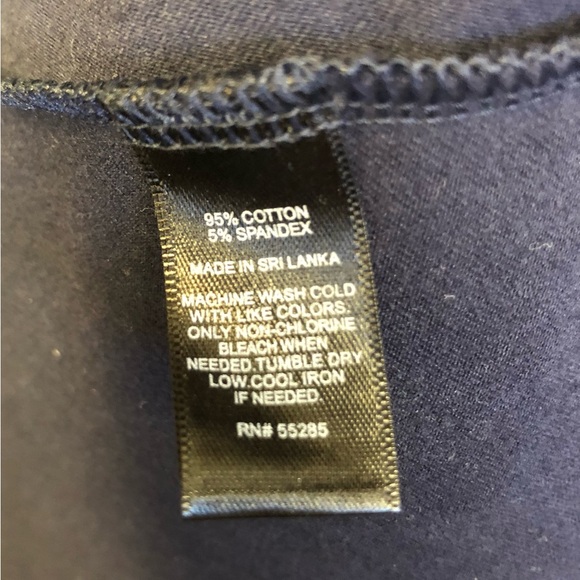 95% COTTON
5% SPANDEX
MADE IN SRI LANKA
MACHINE WASH COLD
WITH LIKE COLORS.
ONLY NON-CHLORINE
BLEACH WHEN
NEEDED.TUMBLE DRY
LOW.COOL IRON
IF NEEDED.
RN# 55285